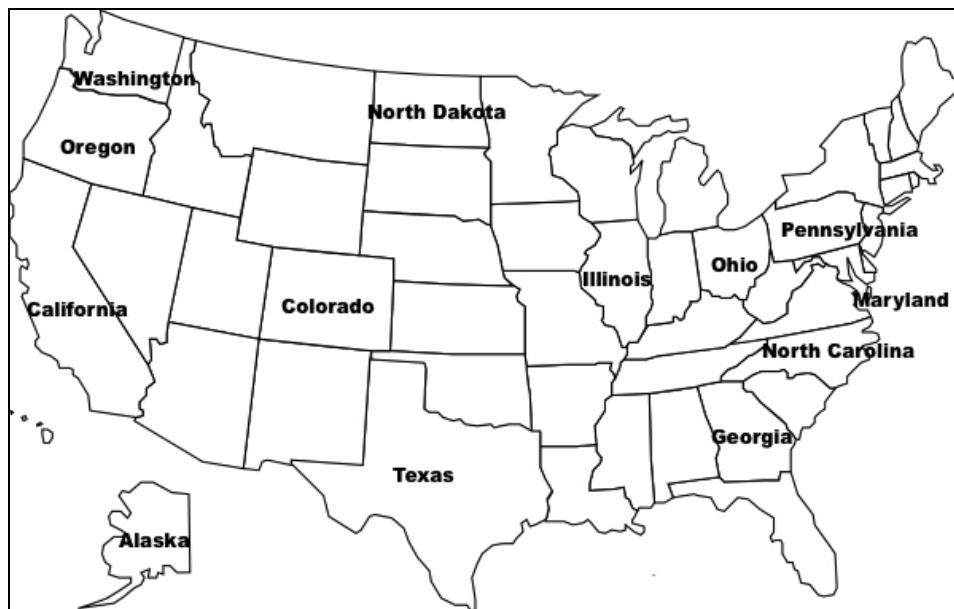 Washington
North Dakota
Oregon
Pennsylvania
Ohio
Illinois
Maryland
California
Colorado
North Carolina
Georgia
Texas
Alaska